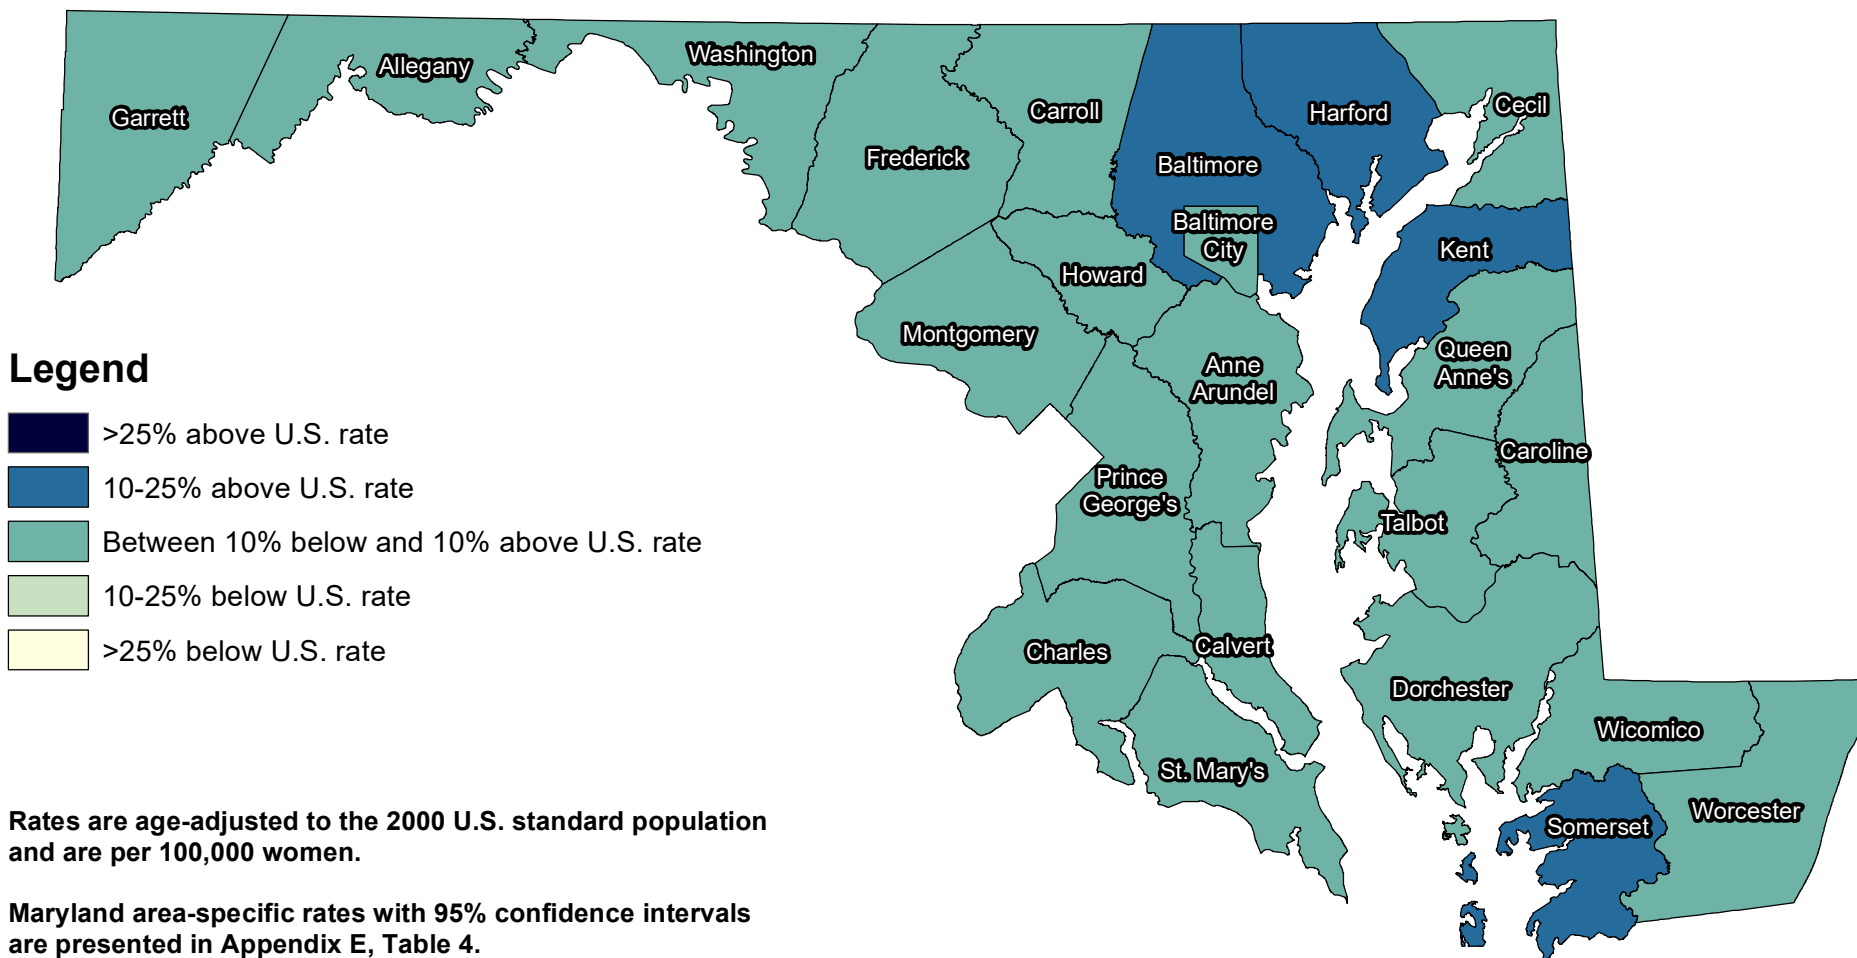 Garrett
Allegany
Washington
Frederick
Carroll
Baltimore
Harford
Cecil
Baltimore
City
Kent
Howard
Montgomery
Anne
Arundel
Queen
Anne's
Prince
George's
Caroline
Talbot
Charles
Calvert
Dorchester
St. Mary's
Wicomico
Somerset
Worcester
Legend
>25% above U.S. rate
10-25% above U.S. rate
Between 10% below and 10% above U.S. rate
10-25% below U.S. rate
>25% below U.S. rate
Rates are age-adjusted to the 2000 U.S. standard population
and are per 100,000 women.
Maryland area-specific rates with 95% confidence intervals
are presented in Appendix E, Table 4.